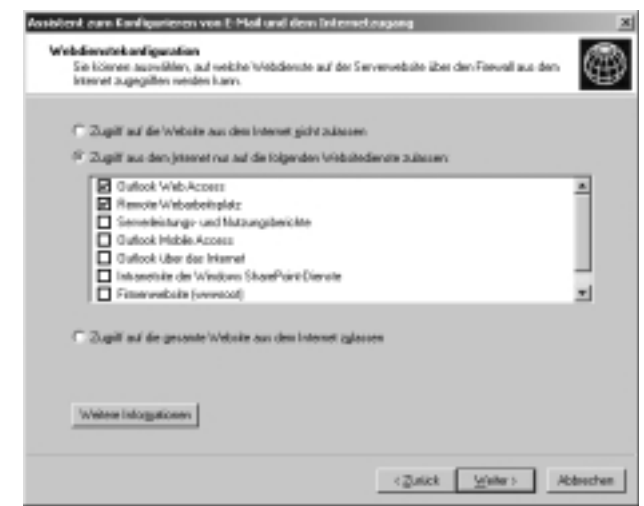 Assistent zum Konfigurieren von E-Mail und dem Internetzugang
Webdienstekonfiguration
Sie können auswählen, auf welche Webdienste auf der Serverwebsite über den Firewall aus dem
Internet zugegriffen werden kann.
Zugriff auf die Website aus dem Internet nicht zulassen
Zugriff aus dem Internet nur auf die folgenden Websitedienste zulassen:
Outlook Web Access
Remote Webarbeitsplatz
Serverleistungs- und Nutzungsberichte
Outlook Mobile Access
Outlook über das Internet
Intranetsite der Windows SharePoint-Dienste
Firmenwebsite (wwwroot)
Zugriff auf die gesamte Website aus dem Internet zulassen
Weitere Informationen
< Zurück
Weiter >
Abbrechen